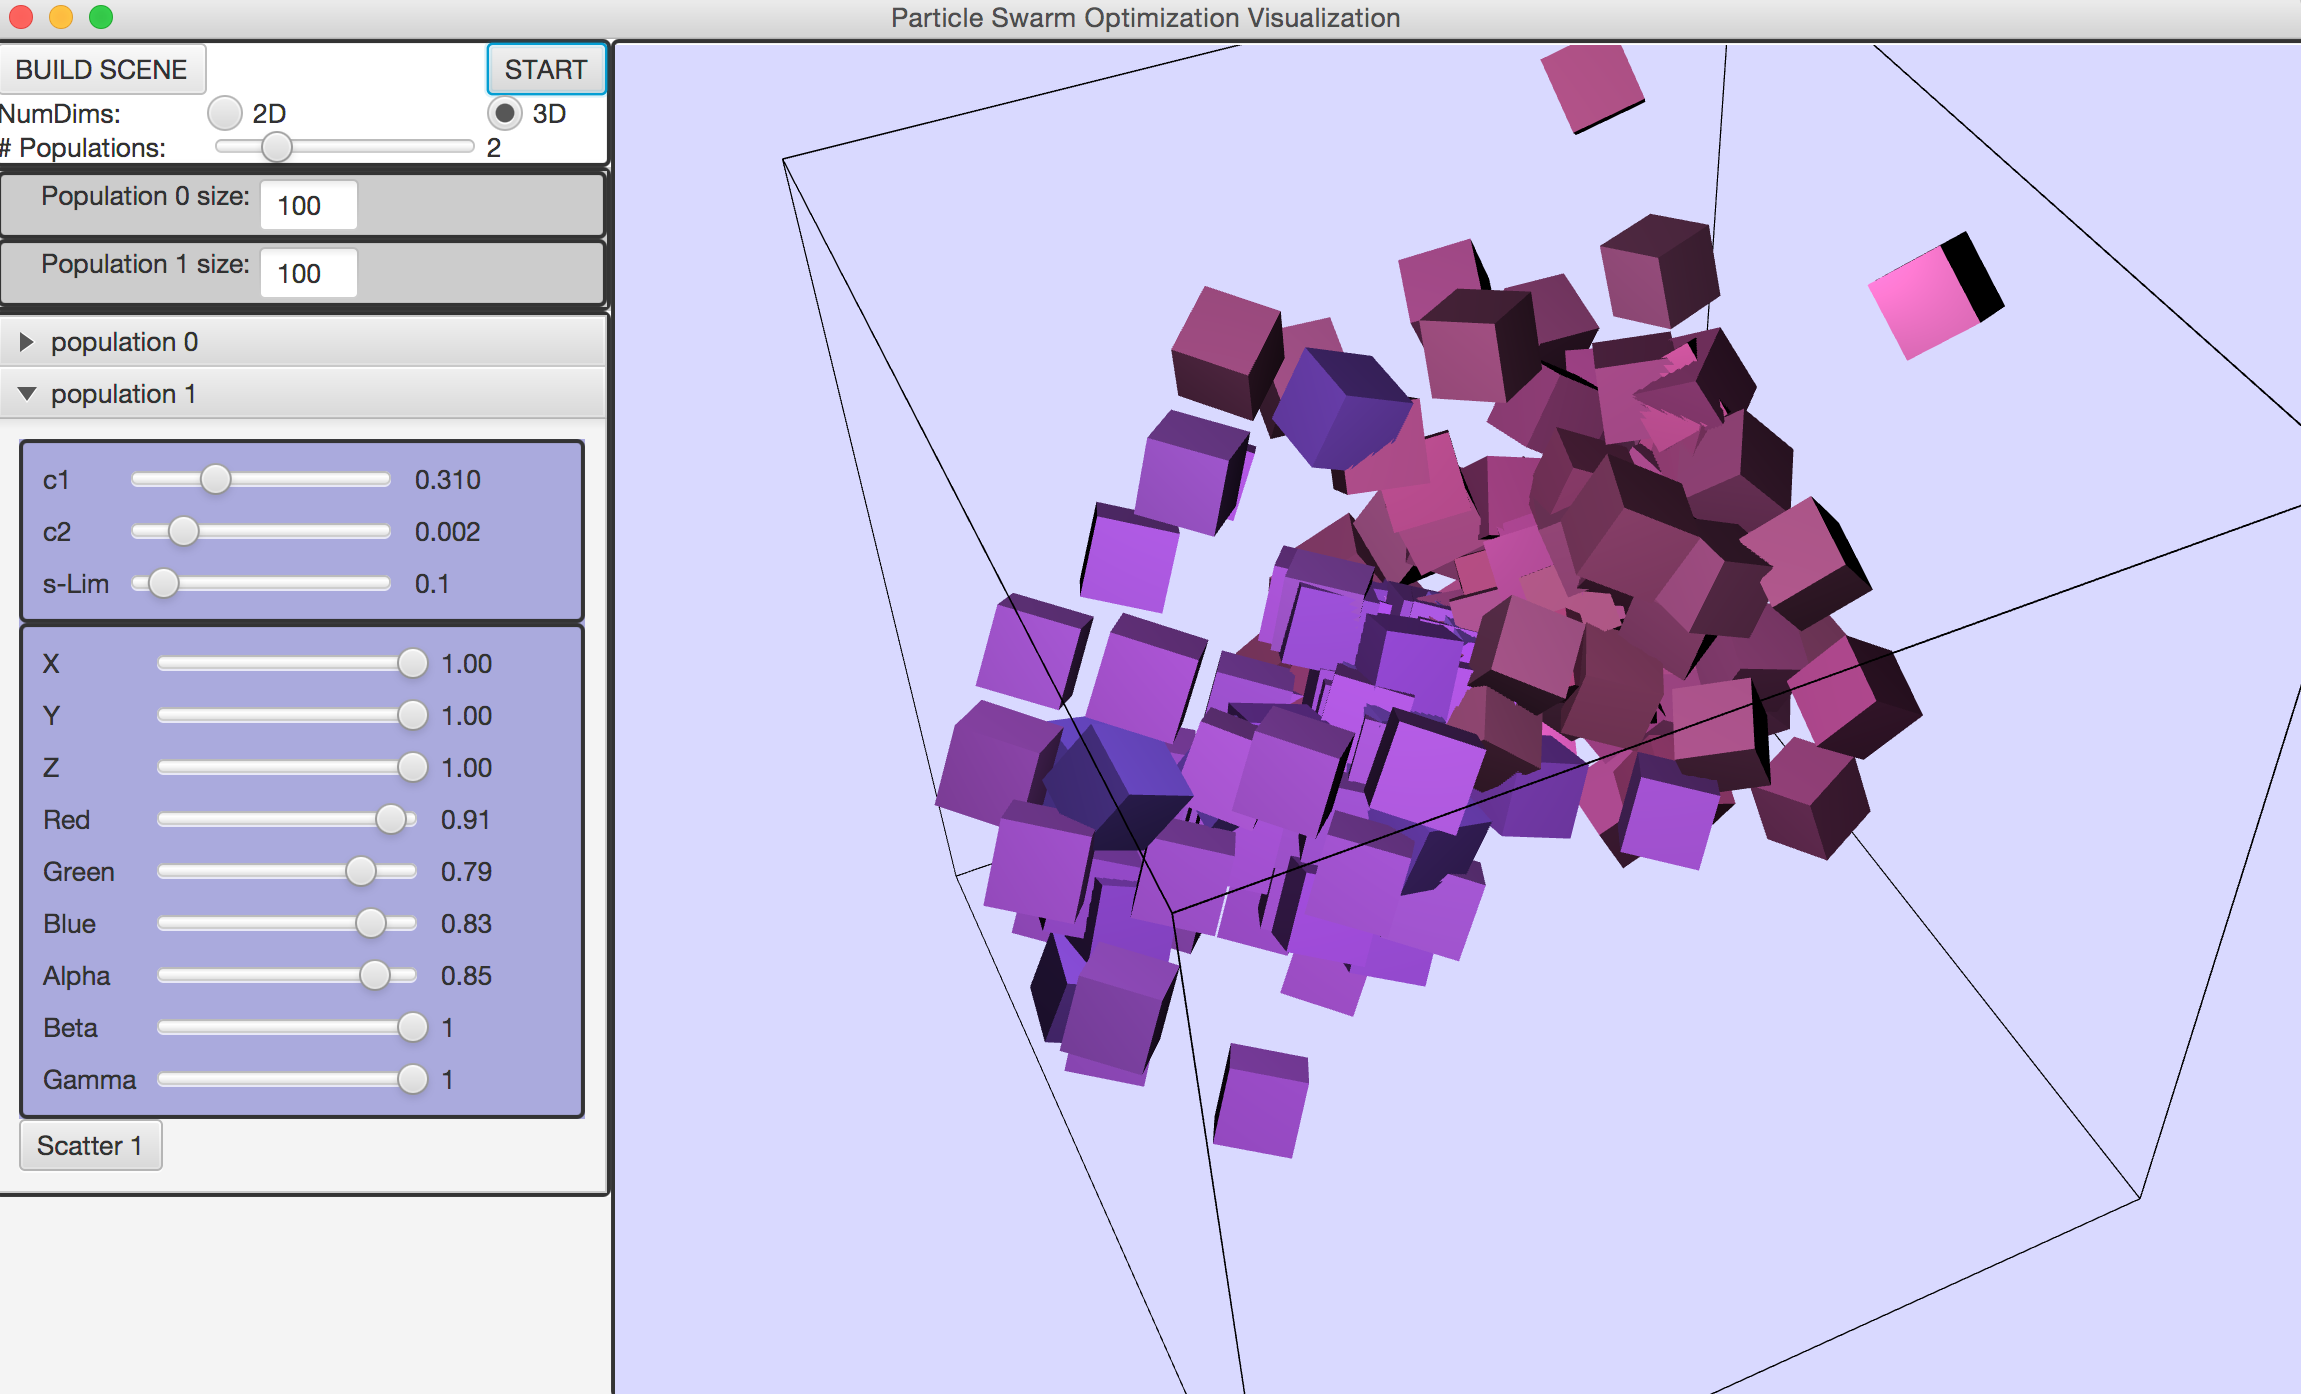 Particle Swarm Optimization Visualization
BUILD SCENE START
NumDims: 2D 3D
# Populations: 2
Population 0 size: 100
Population 1 size: 100
population 0
population 1
c1 0.310
c2 0.002
s-Lim 0.1
X 1.00
Y 1.00
Z 1.00
Red 0.91
Green 0.79
Blue 0.83
Alpha 0.85
Beta 1
Gamma 1
Scatter 1